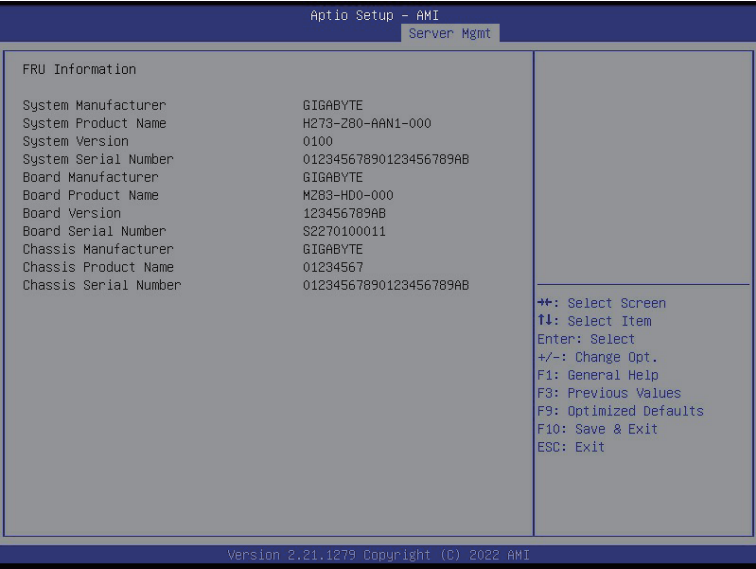 Aptio Setup – AMI
Server Mgmt
FRU Information
System Manufacturer GIGABYTE
System Product Name H273-Z80-AAN1-000
System Version 0100
System Serial Number 01234567890123456789AB
Board Manufacturer GIGABYTE
Board Product Name MZ83-HD0-000
Board Version 123456789AB
Board Serial Number S2270100011
Chassis Manufacturer GIGABYTE
Chassis Product Name 01234567
Chassis Serial Number 01234567890123456789AB
→←: Select Screen
↑↓: Select Item
Enter: Select
+/-: Change Opt.
F1: General Help
F3: Previous Values
F9: Optimized Defaults
F10: Save & Exit
ESC: Exit
Version 2.21.1279 Copyright (C) 2022 AMI